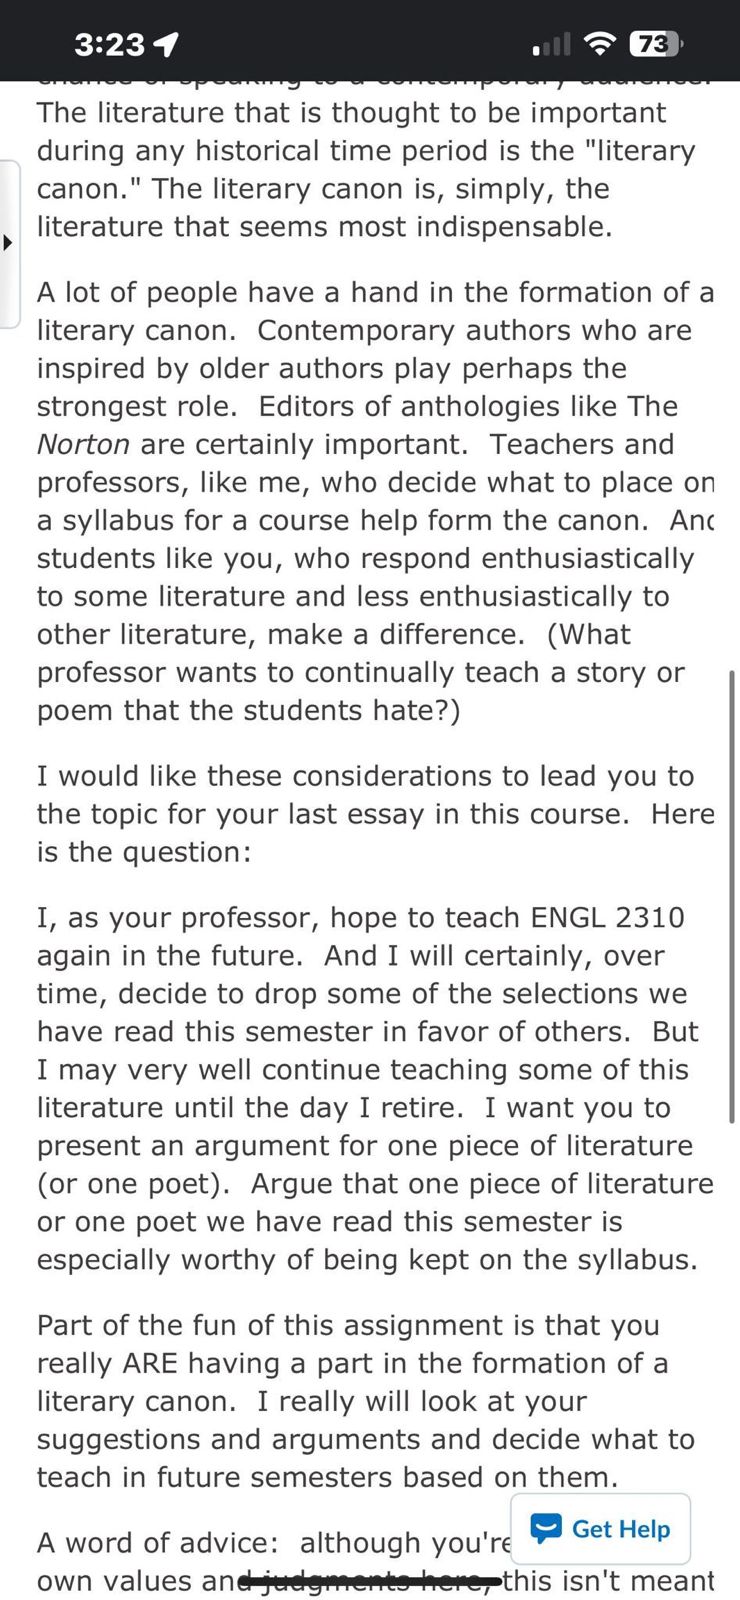 3:23
73
chance of speaking to a contemporary audience.
The literature that is thought to be important
during any historical time period is the "literary
canon." The literary canon is, simply, the
literature that seems most indispensable.
A lot of people have a hand in the formation of a
literary canon.  Contemporary authors who are
inspired by older authors play perhaps the
strongest role.  Editors of anthologies like The
Norton are certainly important.  Teachers and
professors, like me, who decide what to place on
a syllabus for a course help form the canon.  And
students like you, who respond enthusiastically
to some literature and less enthusiastically to
other literature, make a difference.  (What
professor wants to continually teach a story or
poem that the students hate?)
I would like these considerations to lead you to
the topic for your last essay in this course.  Here
is the question:
I, as your professor, hope to teach ENGL 2310
again in the future.  And I will certainly, over
time, decide to drop some of the selections we
have read this semester in favor of others.  But
I may very well continue teaching some of this
literature until the day I retire.  I want you to
present an argument for one piece of literature
(or one poet).  Argue that one piece of literature
or one poet we have read this semester is
especially worthy of being kept on the syllabus.
Part of the fun of this assignment is that you
really ARE having a part in the formation of a
literary canon.  I really will look at your
suggestions and arguments and decide what to
teach in future semesters based on them.
A word of advice:  although you're
Get Help
own values and judgments here, this isn't meant